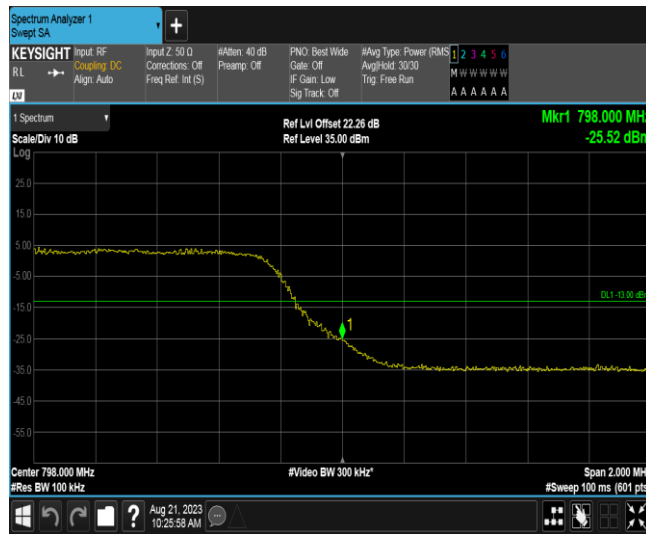 Spectrum Analyzer 1
Swept SA
+
KEYSIGHT
RL
LXI
Input: RF
Coupling: DC
Align: Auto
Input Z: 50 Ω
Corrections: Off
Freq Ref: Int (S)
#Atten: 40 dB
Preamp: Off
PNO: Best Wide
Gate: Off
IF Gain: Low
Sig Track: Off
#Avg Type: Power (RMS
Avg|Hold: 30/30
Trig: Free Run
1 2 3 4 5 6
M W W W W W
A A A A A A
1 Spectrum
Scale/Div 10 dB
Log
Ref Lvl Offset 22.26 dB
Ref Level 35.00 dBm
Mkr1 798.000 MHz
-25.52 dBm
25.0
15.0
5.00
-5.00
-15.0
-25.0
-35.0
-45.0
-55.0
DL1 -13.00 dBm
1
Center 798.000 MHz
#Res BW 100 kHz
#Video BW 300 kHz*
Span 2.000 MHz
#Sweep 100 ms (601 pts)
?
Aug 21, 2023
10:25:58 AM